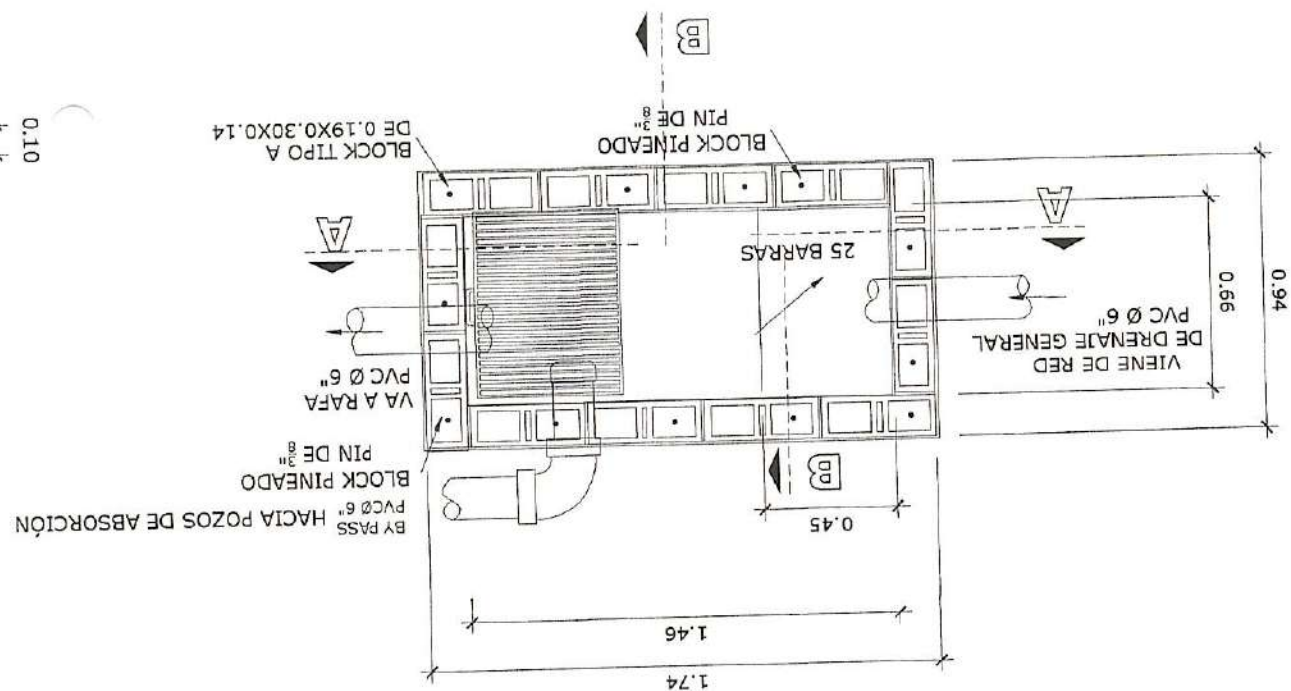 1.74
1.46
0.45
BY PASS
PVCØ 6" HACIA POZOS DE ABSORCIÓN
BLOCK PINEADO
PIN DE 3/8"
B
VA A RAFA
PVC Ø 6"
VIENE DE RED
DE DRENAJE GENERAL
PVC Ø 6"
0.66
0.94
25 BARRAS
A
A
BLOCK PINEADO
PIN DE 3/8"
BLOCK TIPO A
DE 0.19X0.30X0.14
B
0.10